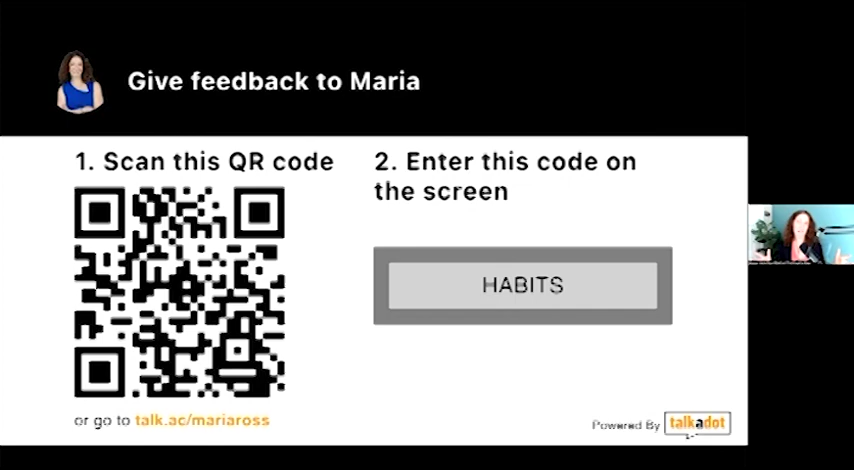 Give feedback to Maria
1. Scan this QR code
2. Enter this code on
the screen
HABITS
or go to talk.ac/mariaross
Powered By talkadot